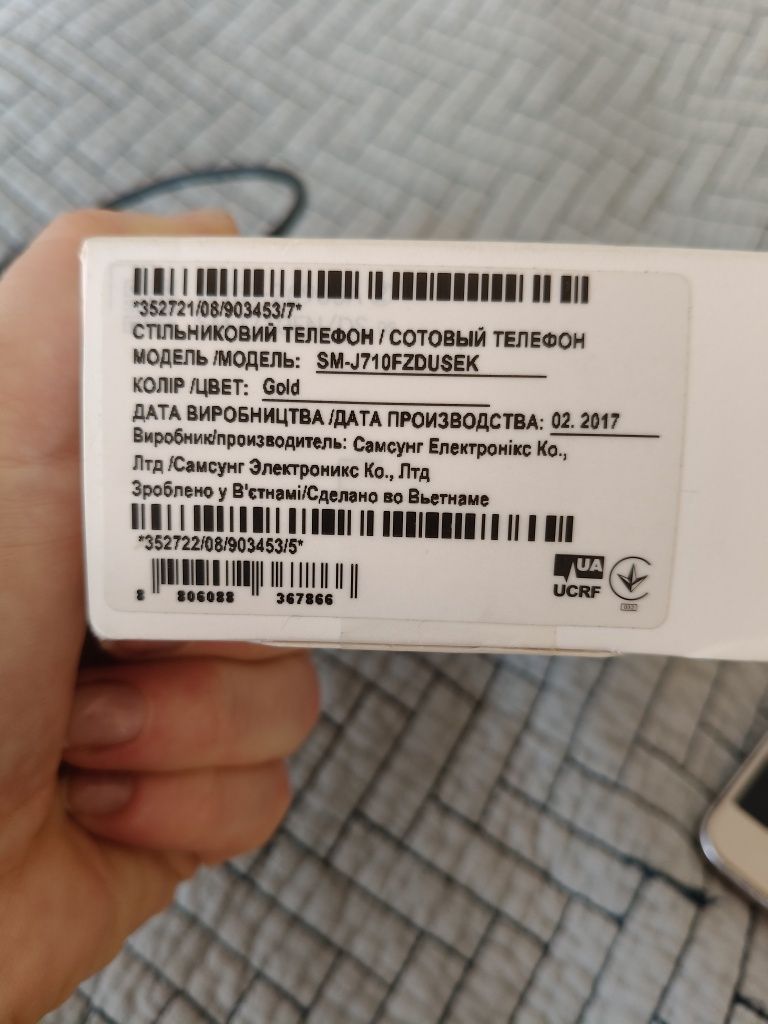 *352721/08/903453/7*
СТІЛЬНИКОВИЙ ТЕЛЕФОН / СОТОВЫЙ ТЕЛЕФОН
МОДЕЛЬ /МОДЕЛЬ: SM-J710FZDUSEK
КОЛІР /ЦВЕТ: Gold
ДАТА ВИРОБНИЦТВА /ДАТА ПРОИЗВОДСТВА: 02. 2017
Виробник/производитель: Самсунг Електронікс Ко.,
Лтд /Самсунг Электроникс Ко., Лтд
Зроблено у В'єтнамі/Сделано во Вьетнаме
*352722/08/903453/5*
8 806088 367866
UA
UCRF